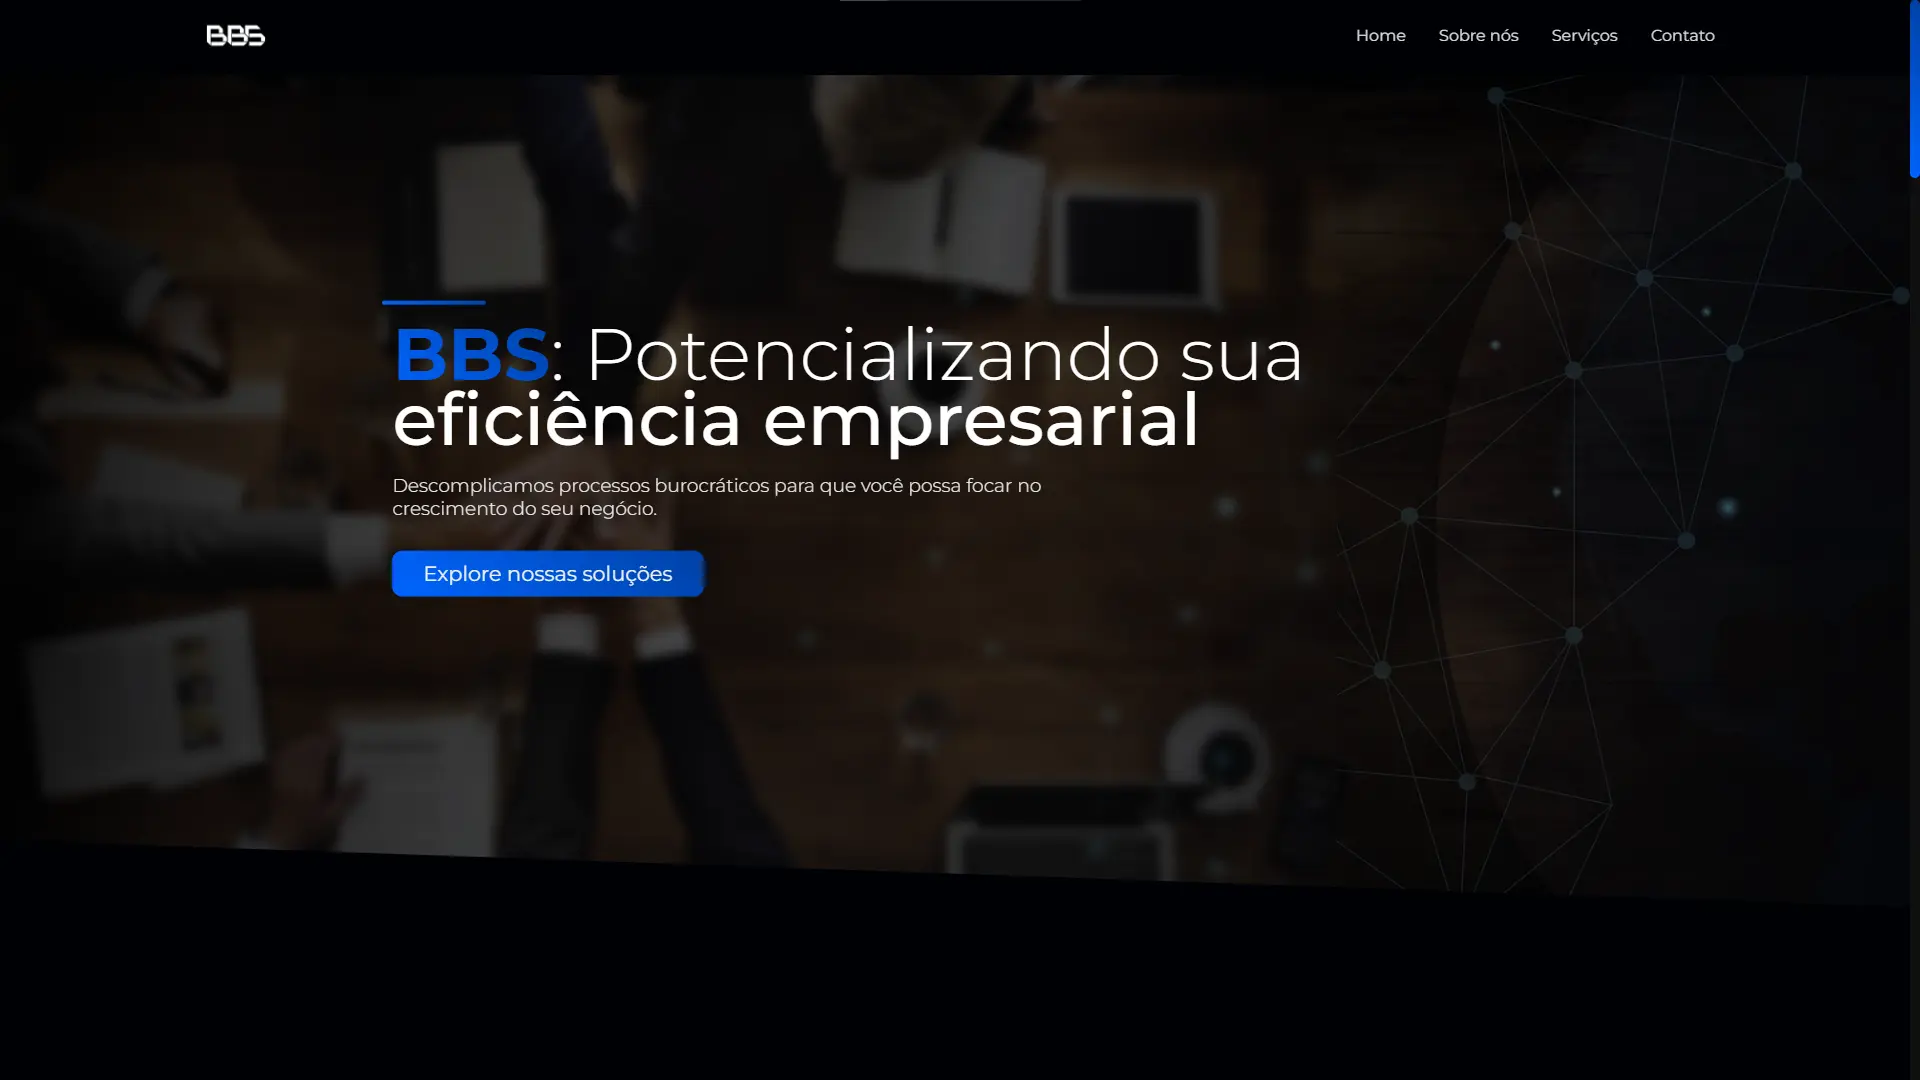 BBS
Home
Sobre nós
Serviços
Contato
BBS: Potencializando sua
eficiência empresarial
Descomplicamos processos burocráticos para que você possa focar no
crescimento do seu negócio.
Explore nossas soluções